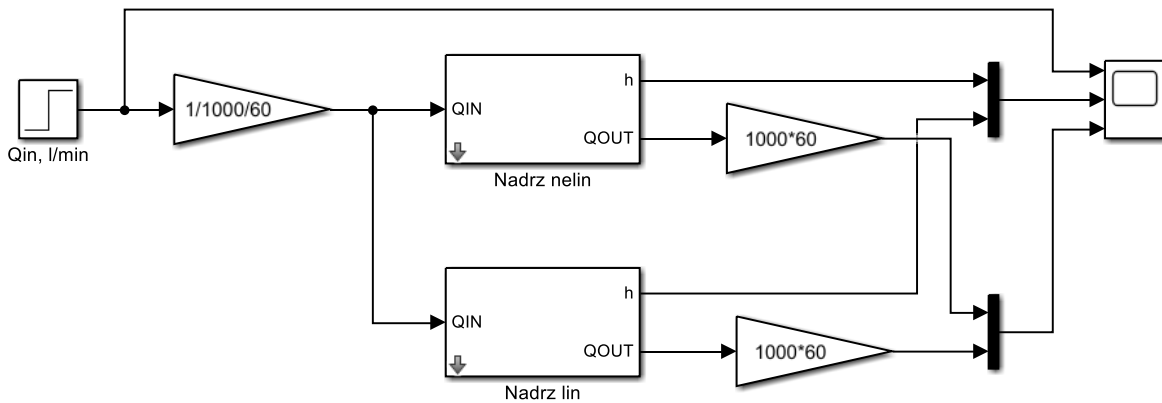 Qin, l/min
1/1000/60
QIN
h
QOUT
Nadrz nelin
1000*60
QIN
h
QOUT
Nadrz lin
1000*60